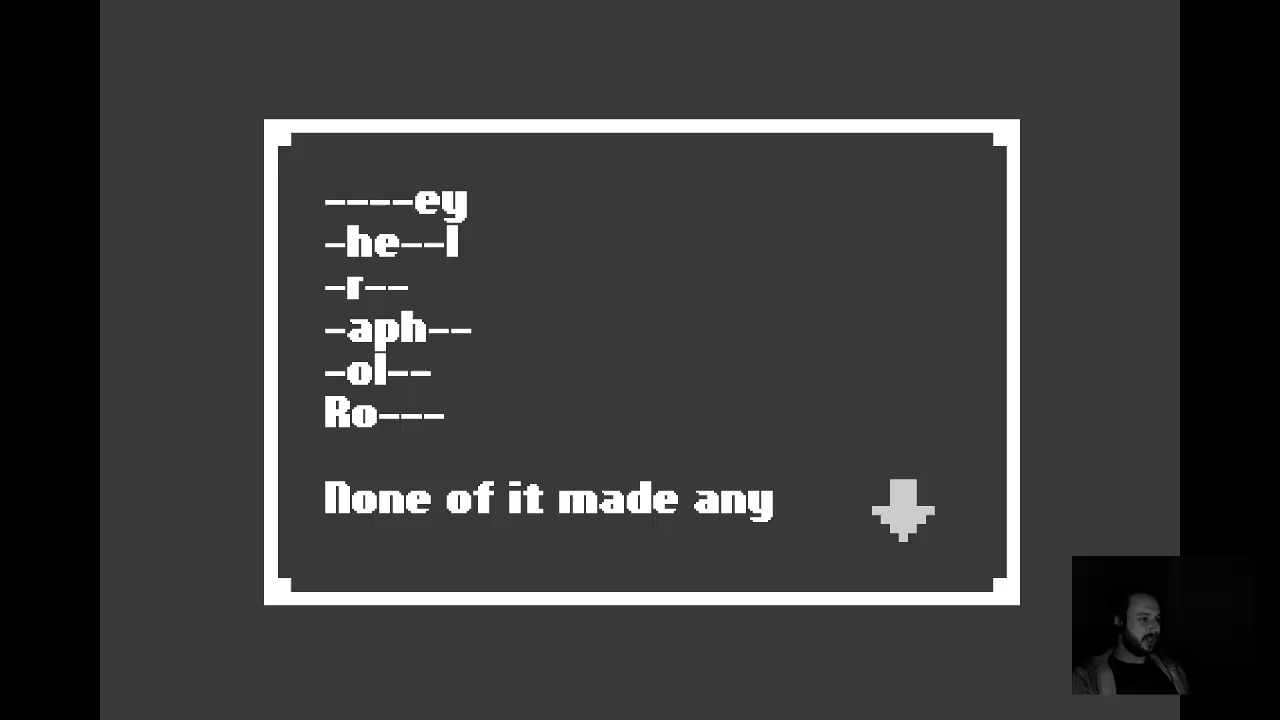 ----ey
-he--l
-r--
-aph--
-ol--
Ro---
None of it made any